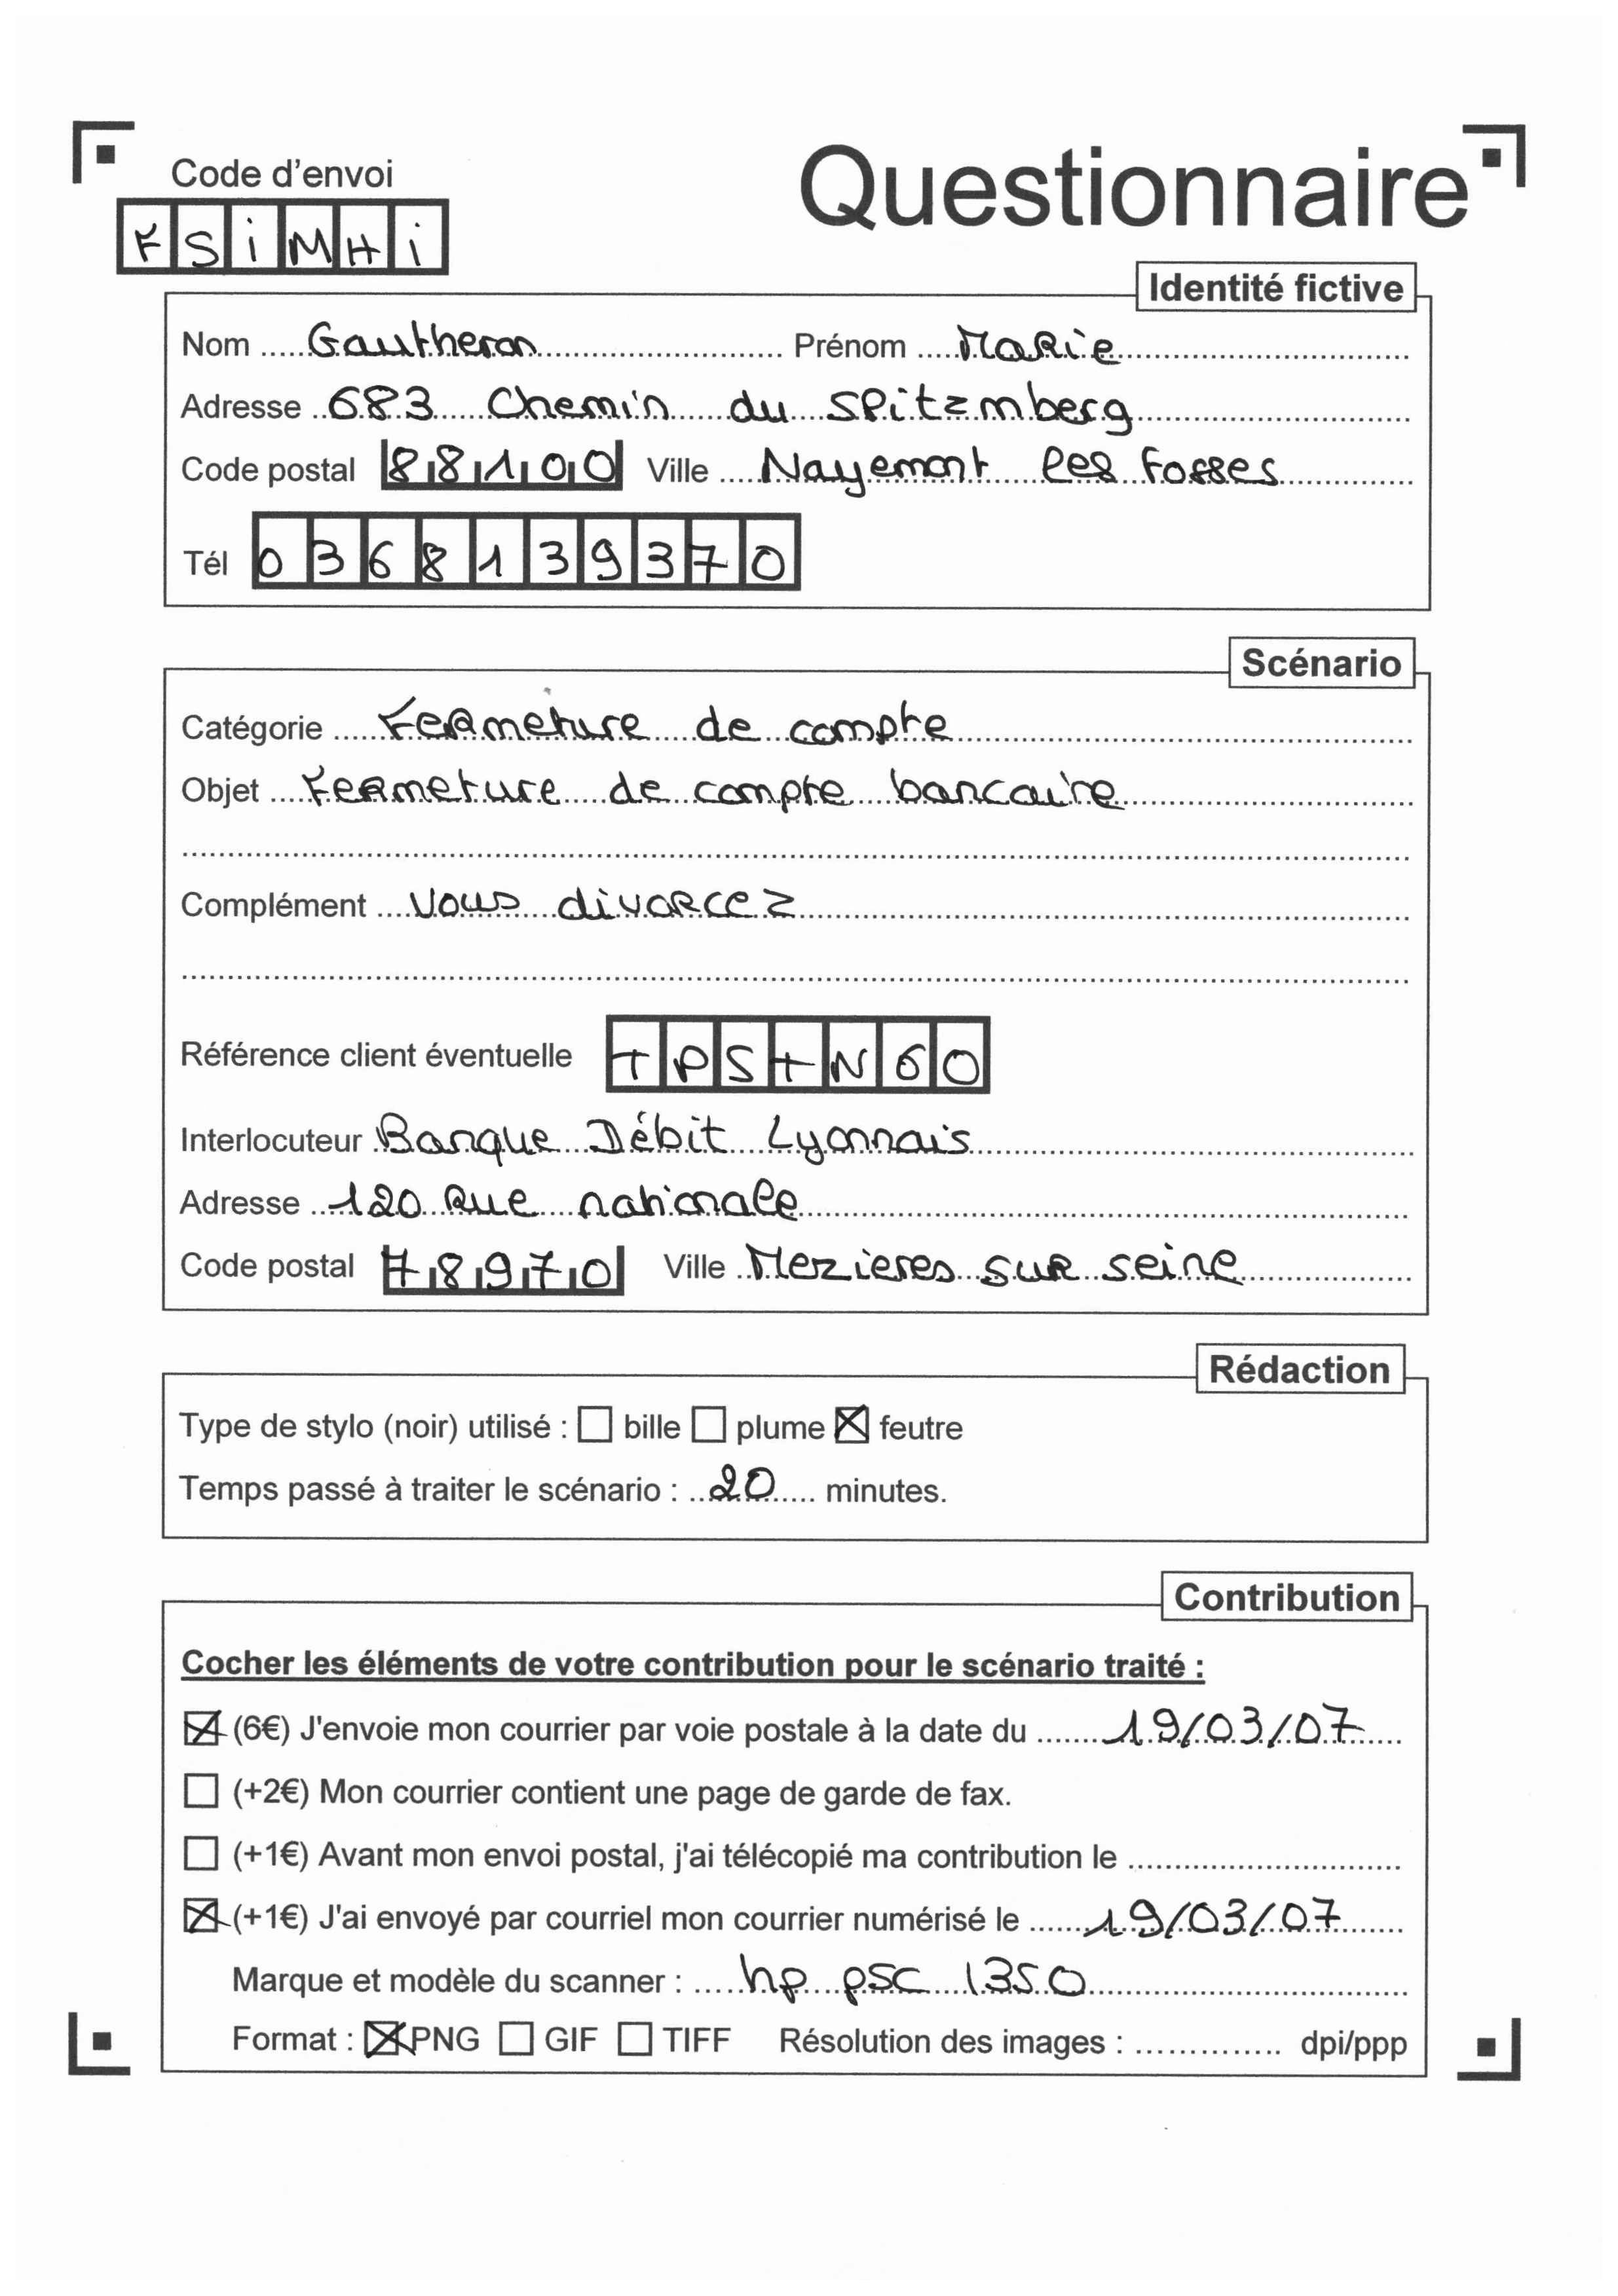 Code d'envoi
Questionnaire
FSiMHi
Identité fictive
Nom ..... Gautheron ..... Prénom ..... Marie .....
Adresse .. 683 Chemin du Spitzmberg .....
Code postal 88100 Ville .... Nayemont les Fosses .....
Tél 0368139370
Scénario
Catégorie ..... Fermeture de compte .....
Objet .... Fermeture de compte bancaire .....
Complément .... Vous divorcez .....
Référence client éventuelle TPSTN60
Interlocuteur .. Banque Débit Lyonnais .....
Adresse .. 120 Rue nationale .....
Code postal 78970 Ville .. Mezieres sur seine .....
Rédaction
Type de stylo (noir) utilisé : ☐ bille ☐ plume ☒ feutre
Temps passé à traiter le scénario : .. 20 ..... minutes.
Contribution
Cocher les éléments de votre contribution pour le scénario traité :
☒ (6€) J'envoie mon courrier par voie postale à la date du ....... 19/03/07 ....
☐ (+2€) Mon courrier contient une page de garde de fax.
☐ (+1€) Avant mon envoi postal, j'ai télécopié ma contribution le ..............................
☒ (+1€) J'ai envoyé par courriel mon courrier numérisé le ....... 19/03/07 ......
Marque et modèle du scanner : .... hp psc 1350 .....
Format : ☒ PNG ☐ GIF ☐ TIFF Résolution des images : .............. dpi/ppp